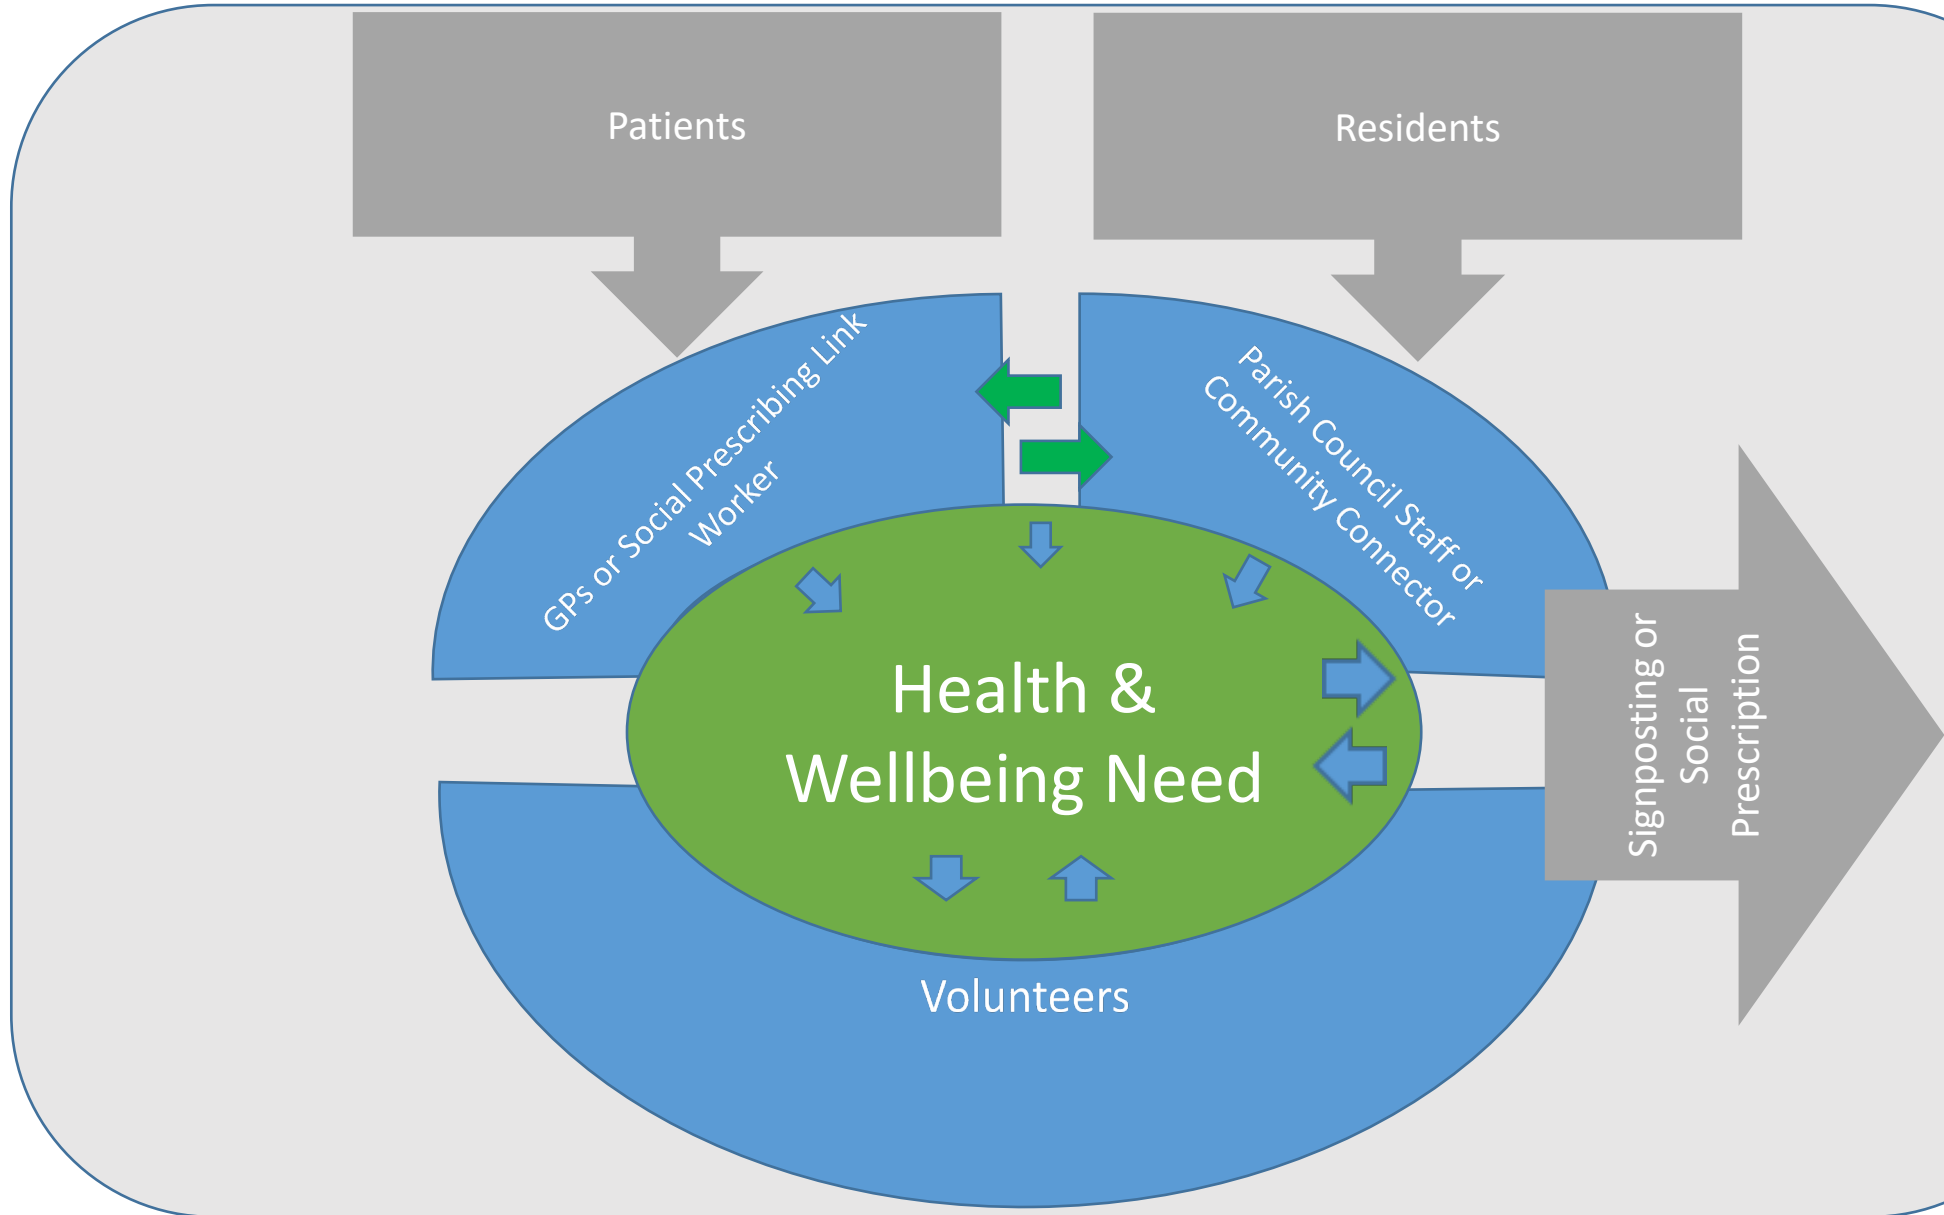 Patients
Residents
GPs or Social Prescribing Link
Worker
Parish Council Staff or
Community Connector
Health &
Wellbeing Need
Signposting or
Social
Prescription
Volunteers